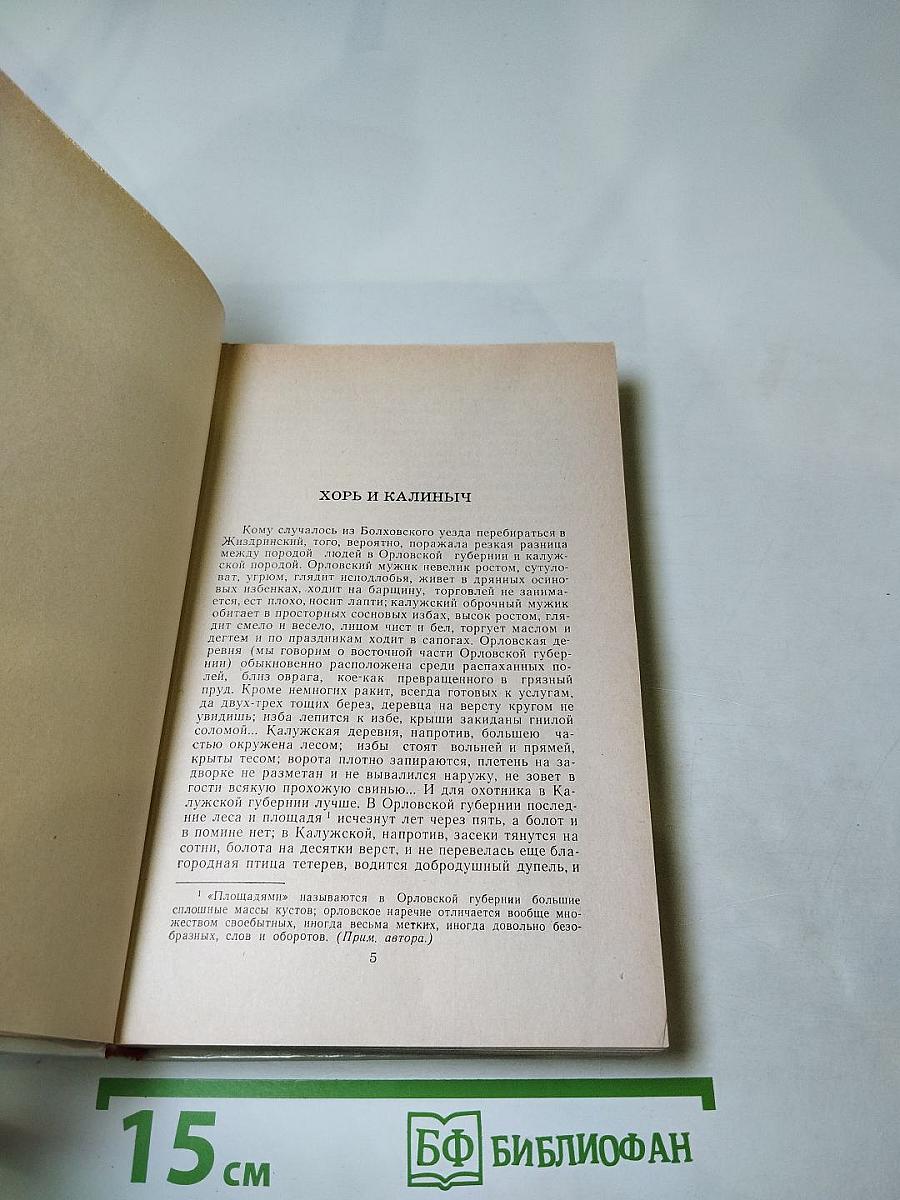 ХОРЬ И КАЛИНЫЧ
Кому случалось из Болховского уезда перебираться в
Жиздринский, того, вероятно, поражала резкая разница
между породой людей в Орловской губернии и калуж-
ской породой. Орловский мужик невелик ростом, сутуло-
ват, угрюм, глядит исподлобья, живет в дрянных осино-
вых избенках, ходит на барщину, торговлей не занима-
ется, ест плохо, носит лапти; калужский оброчный мужик
обитает в просторных сосновых избах, высок ростом, гля-
дит смело и весело, лицом чист и бел, торгует маслом и
дегтем и по праздникам ходит в сапогах. Орловская де-
ревня (мы говорим о восточной части Орловской губер-
нии) обыкновенно расположена среди распаханных по-
лей, близ оврага, кое-как превращенного в грязный
пруд. Кроме немногих ракит, всегда готовых к услугам,
да двух-трех тощих берез, деревца на версту кругом не
увидишь; изба лепится к избе, крыши закиданы гнилой
соломой... Калужская деревня, напротив, большею ча-
стью окружена лесом; избы стоят вольней и прямей,
крыты тесом; ворота плотно запираются, плетень на за-
дворке не разметан и не вывалился наружу, не зовет в
гости всякую прохожую свинью... И для охотника в Ка-
лужской губернии лучше. В Орловской губернии послед-
ние леса и площадя ¹ исчезнут лет через пять, а болот и
в помине нет; в Калужской, напротив, засеки тянутся на
сотни, болота на десятки верст, и не перевелась еще бла-
городная птица тетерев, водится добродушный дупель, и
¹ «Площадями» называются в Орловской губернии большие
сплошные массы кустов; орловское наречие отличается вообще мно-
жеством своебытных, иногда весьма метких, иногда довольно безо-
бразных, слов и оборотов. (Прим. автора.)
5
15 см
БФ БИБЛИОФАН